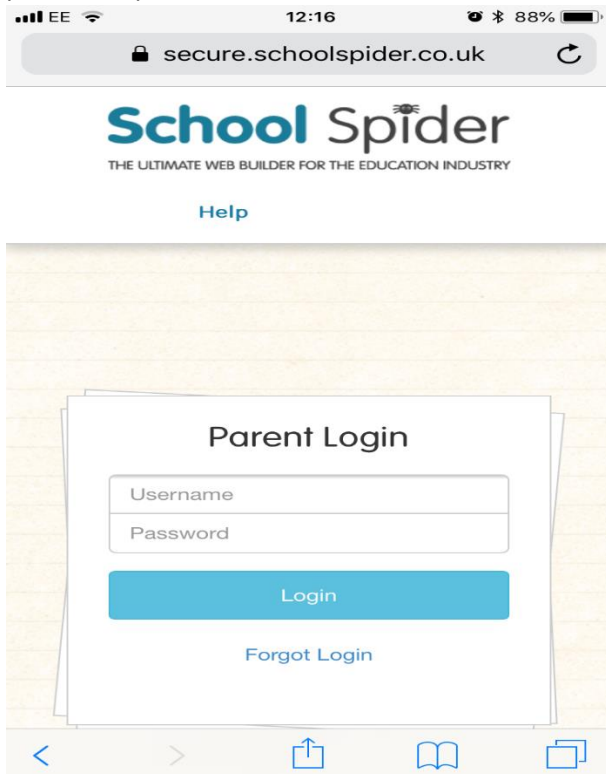 EE 12:16 88%
secure.schoolspider.co.uk
School Spider
THE ULTIMATE WEB BUILDER FOR THE EDUCATION INDUSTRY
Help
Parent Login
Username
Password
Login
Forgot Login